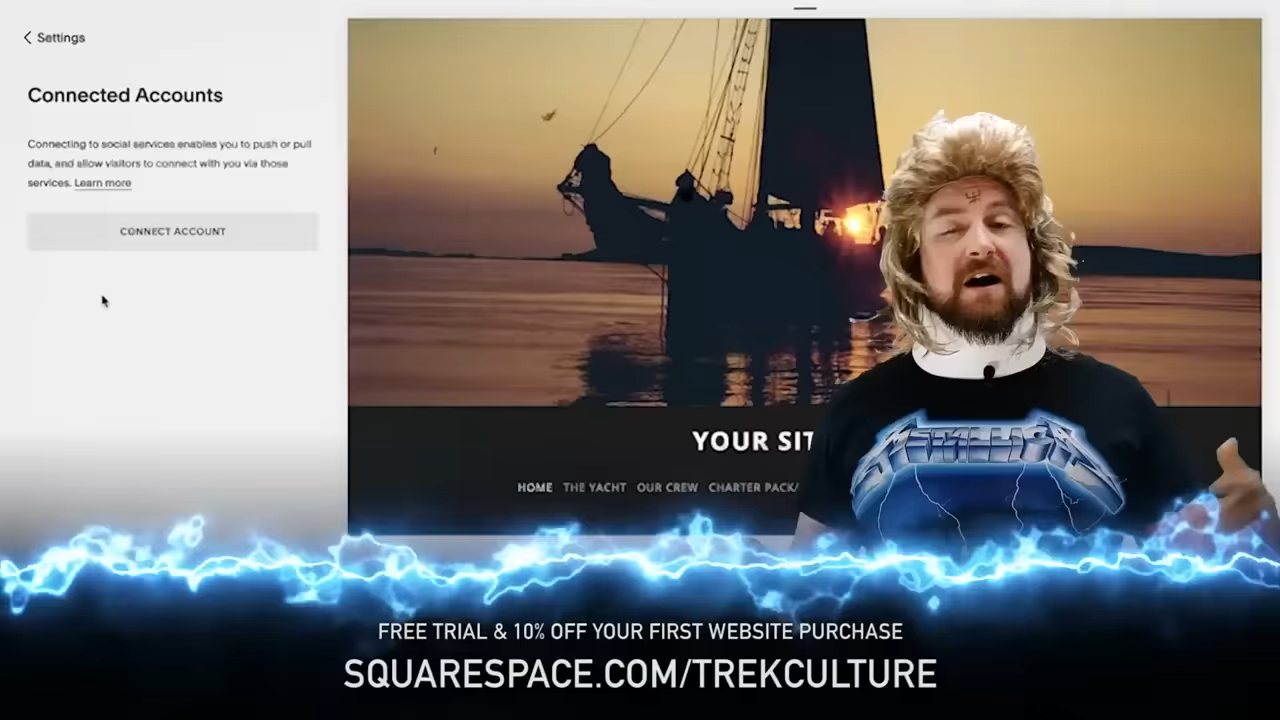 Settings
Connected Accounts
Connecting to social services enables you to push or pull
data, and allow visitors to connect with you via those
services. Learn more
CONNECT ACCOUNT
YOUR SIT
HOME THE YACHT OUR CREW CHARTER PACKA
METALLICA
FREE TRIAL & 10% OFF YOUR FIRST WEBSITE PURCHASE
SQUARESPACE.COM/TREKCULTURE